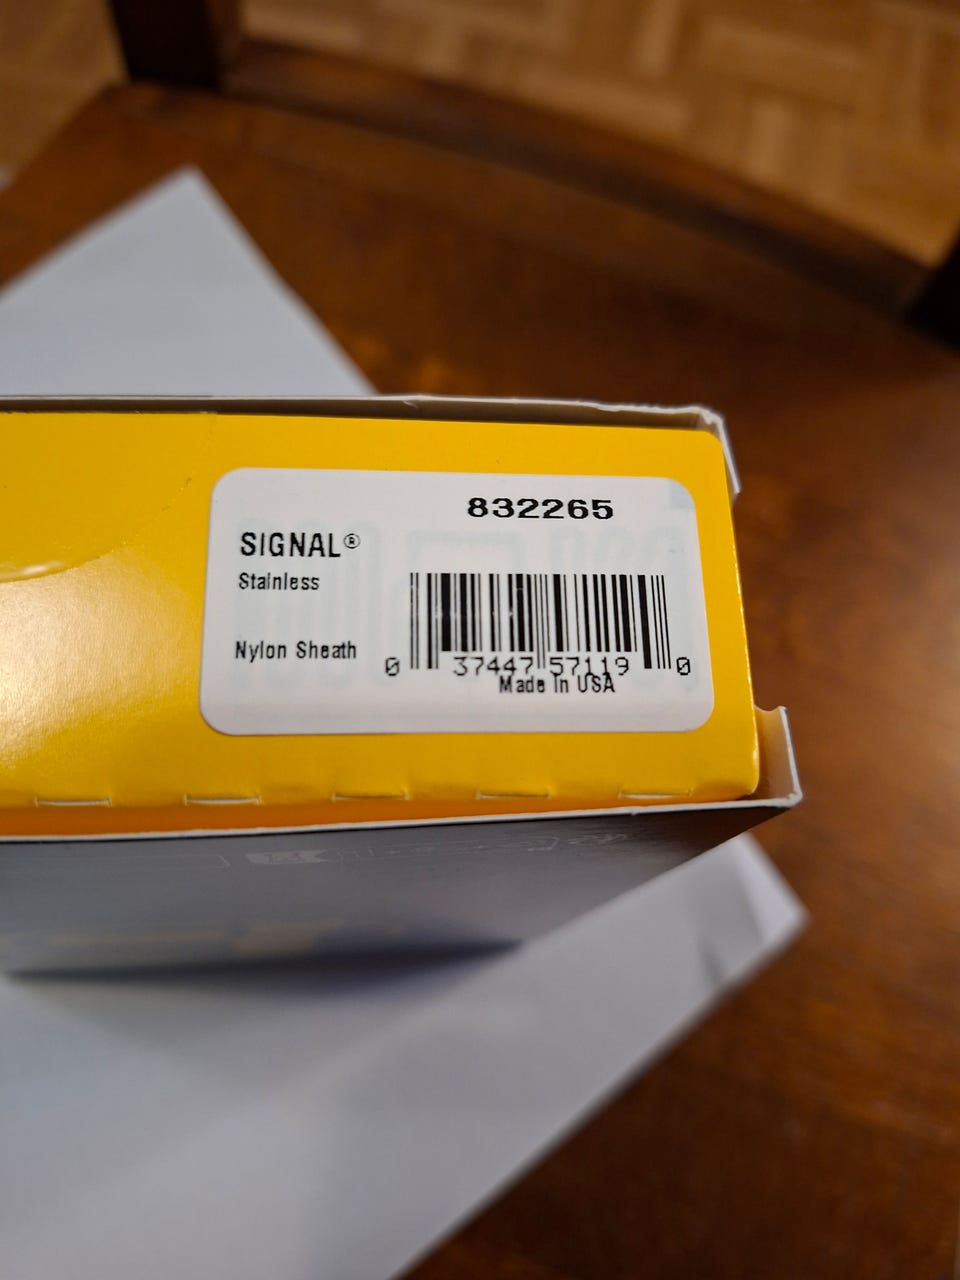 832265
SIGNAL®
Stainless
Nylon Sheath
0 37447 57119 0
Made In USA